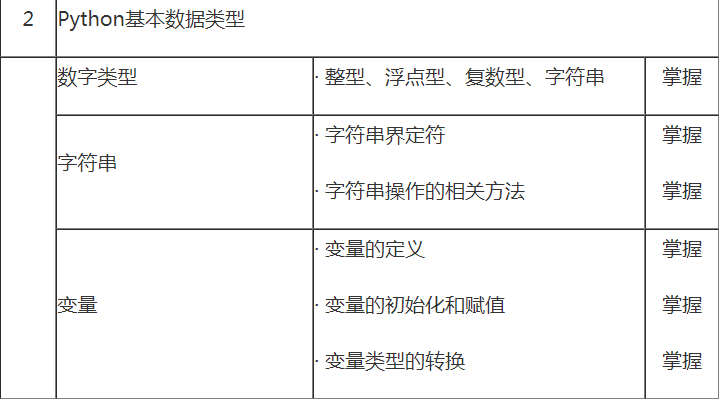 2 Python基本数据类型
数字类型 · 整型、浮点型、复数型、字符串 掌握
· 字符串界定符 掌握
字符串
· 字符串操作的相关方法 掌握
· 变量的定义 掌握
变量 · 变量的初始化和赋值 掌握
· 变量类型的转换 掌握